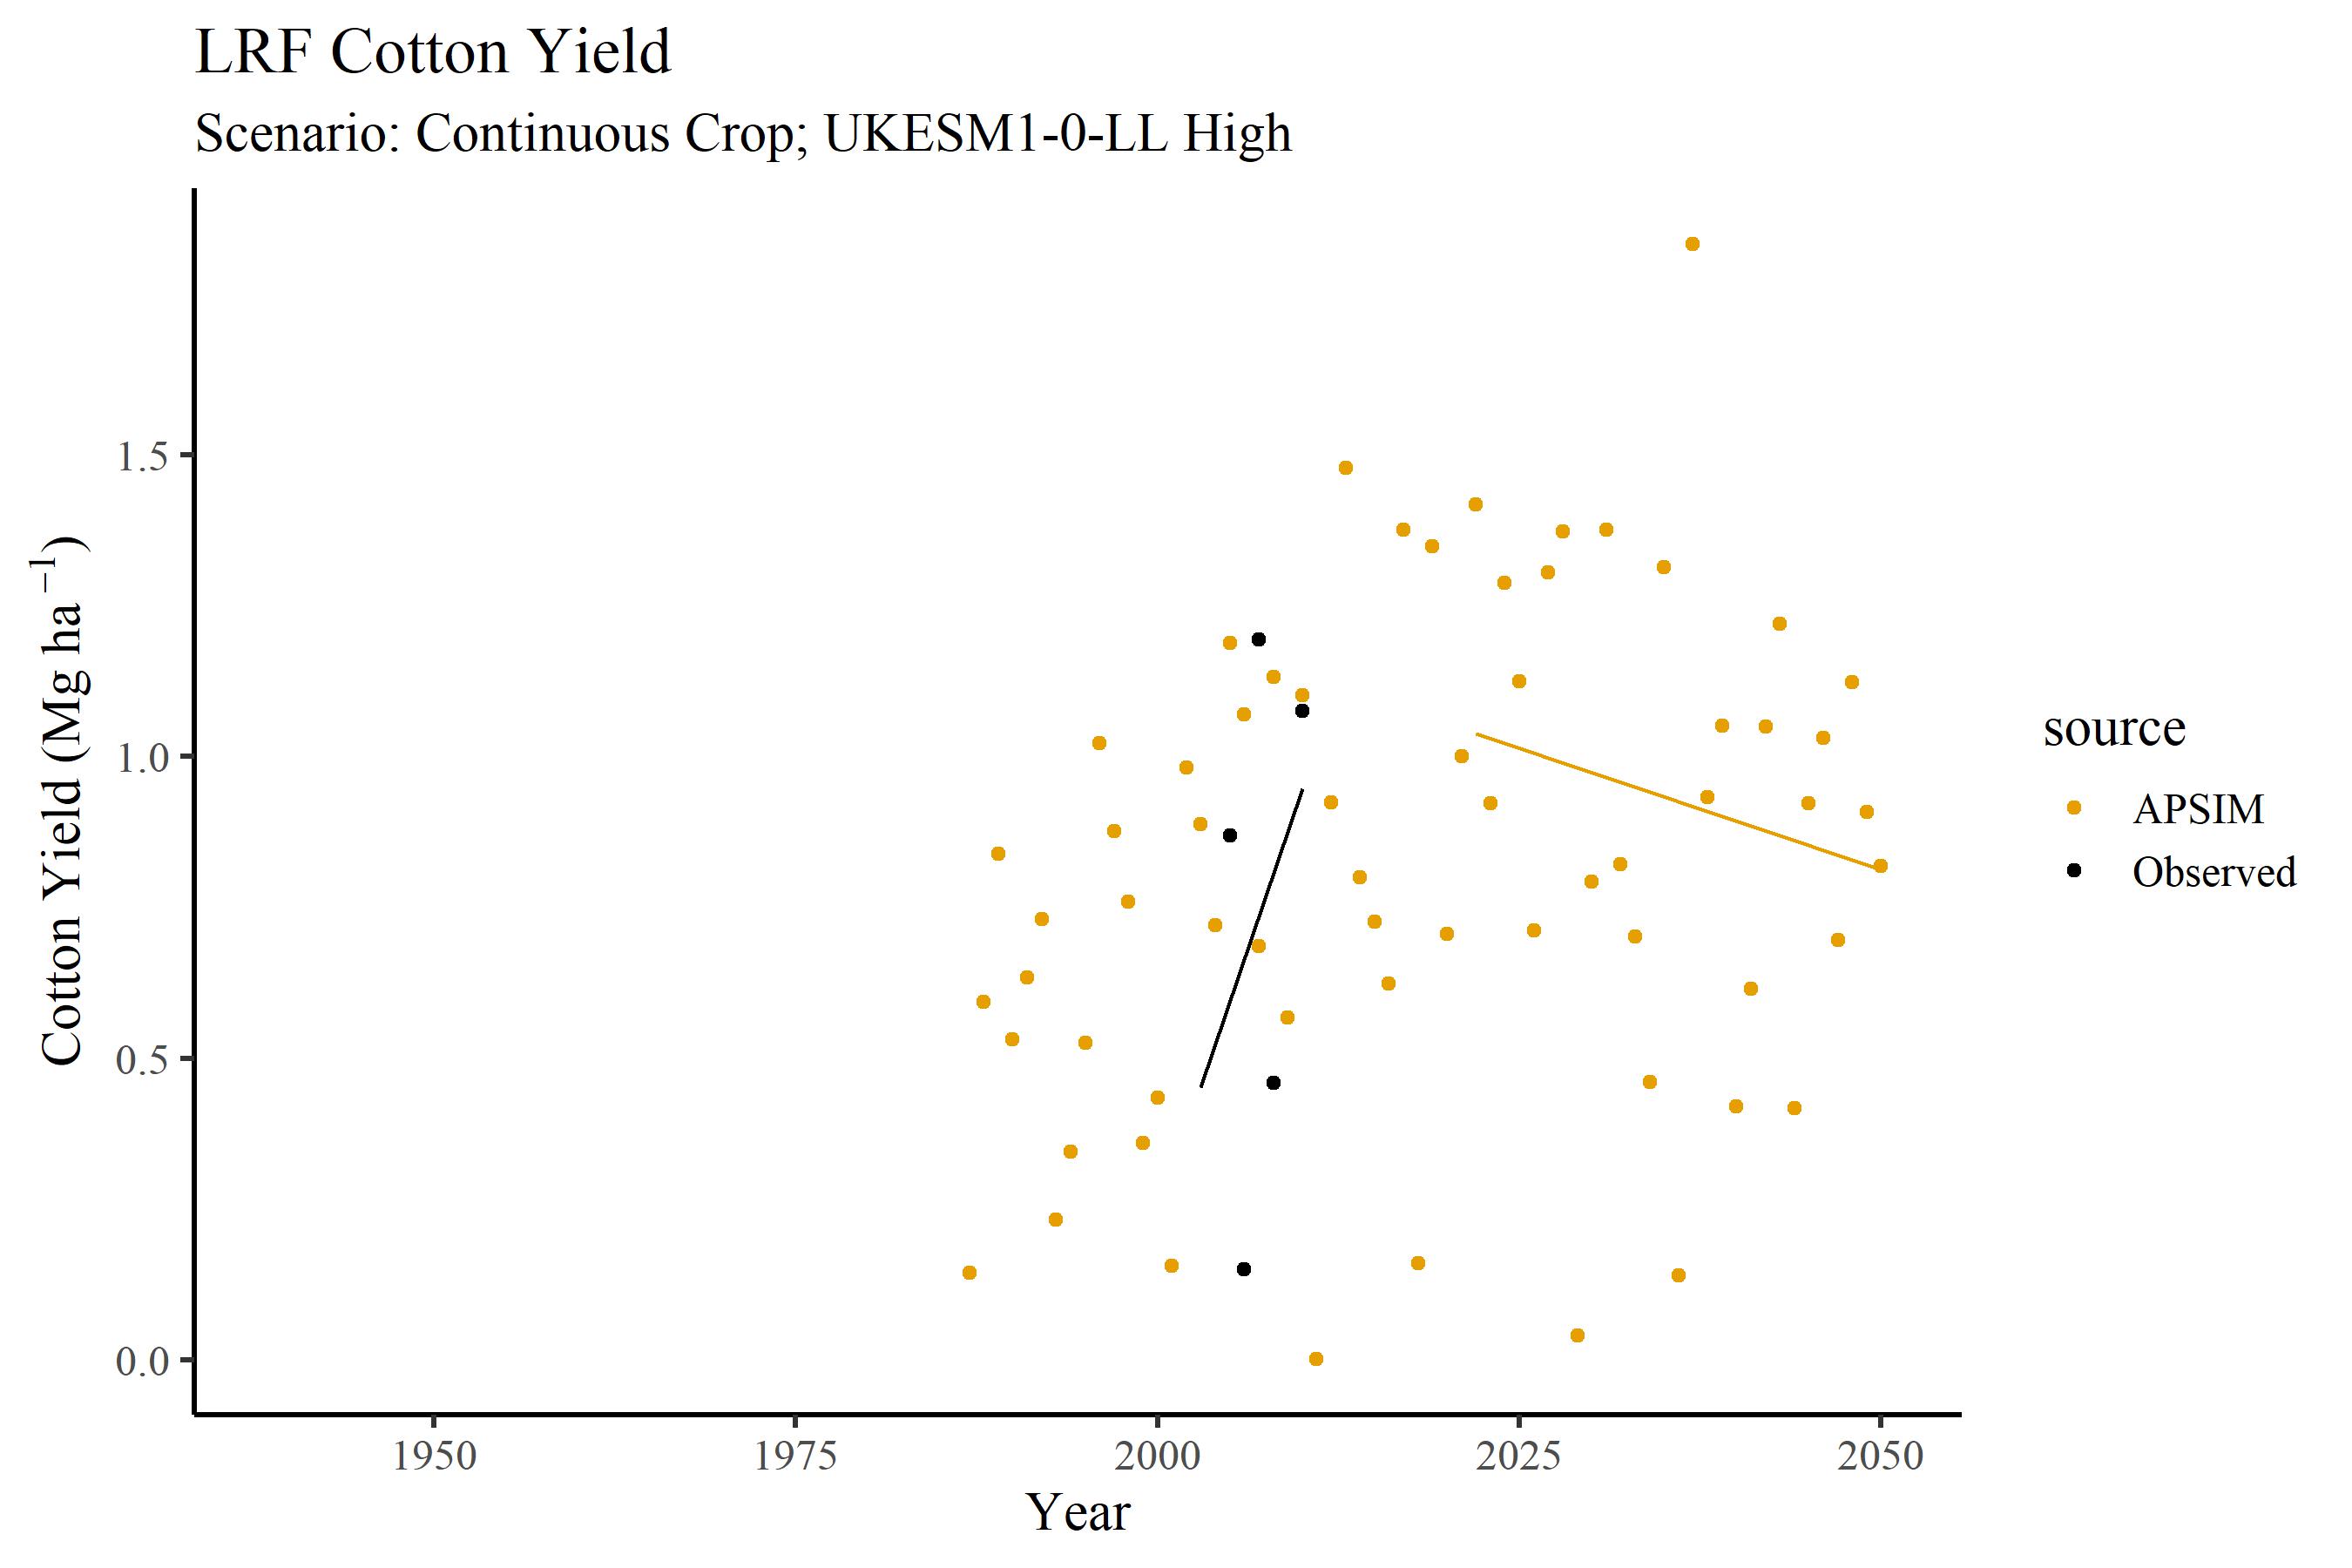 LRF Cotton Yield
Scenario: Continuous Crop; UKESM1-0-LL High
Cotton Yield (Mg ha⁻¹)
1.5
1.0
0.5
0.0
1950 1975 2000 2025 2050
Year
source
APSIM
Observed